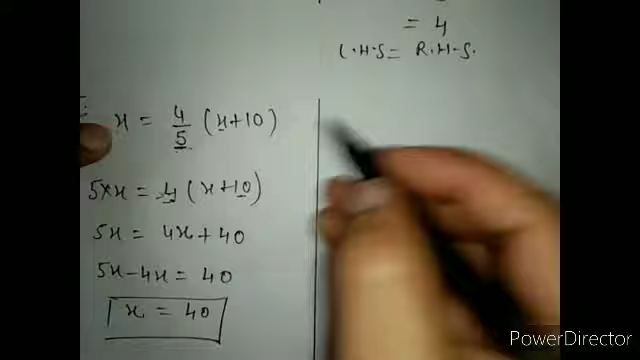 = 4
L.H.S = R.H.S.
x = 4/5 (x+10)
5×x = 4 (x+10)
5x = 4x + 40
5x - 4x = 40
x = 40
PowerDirector